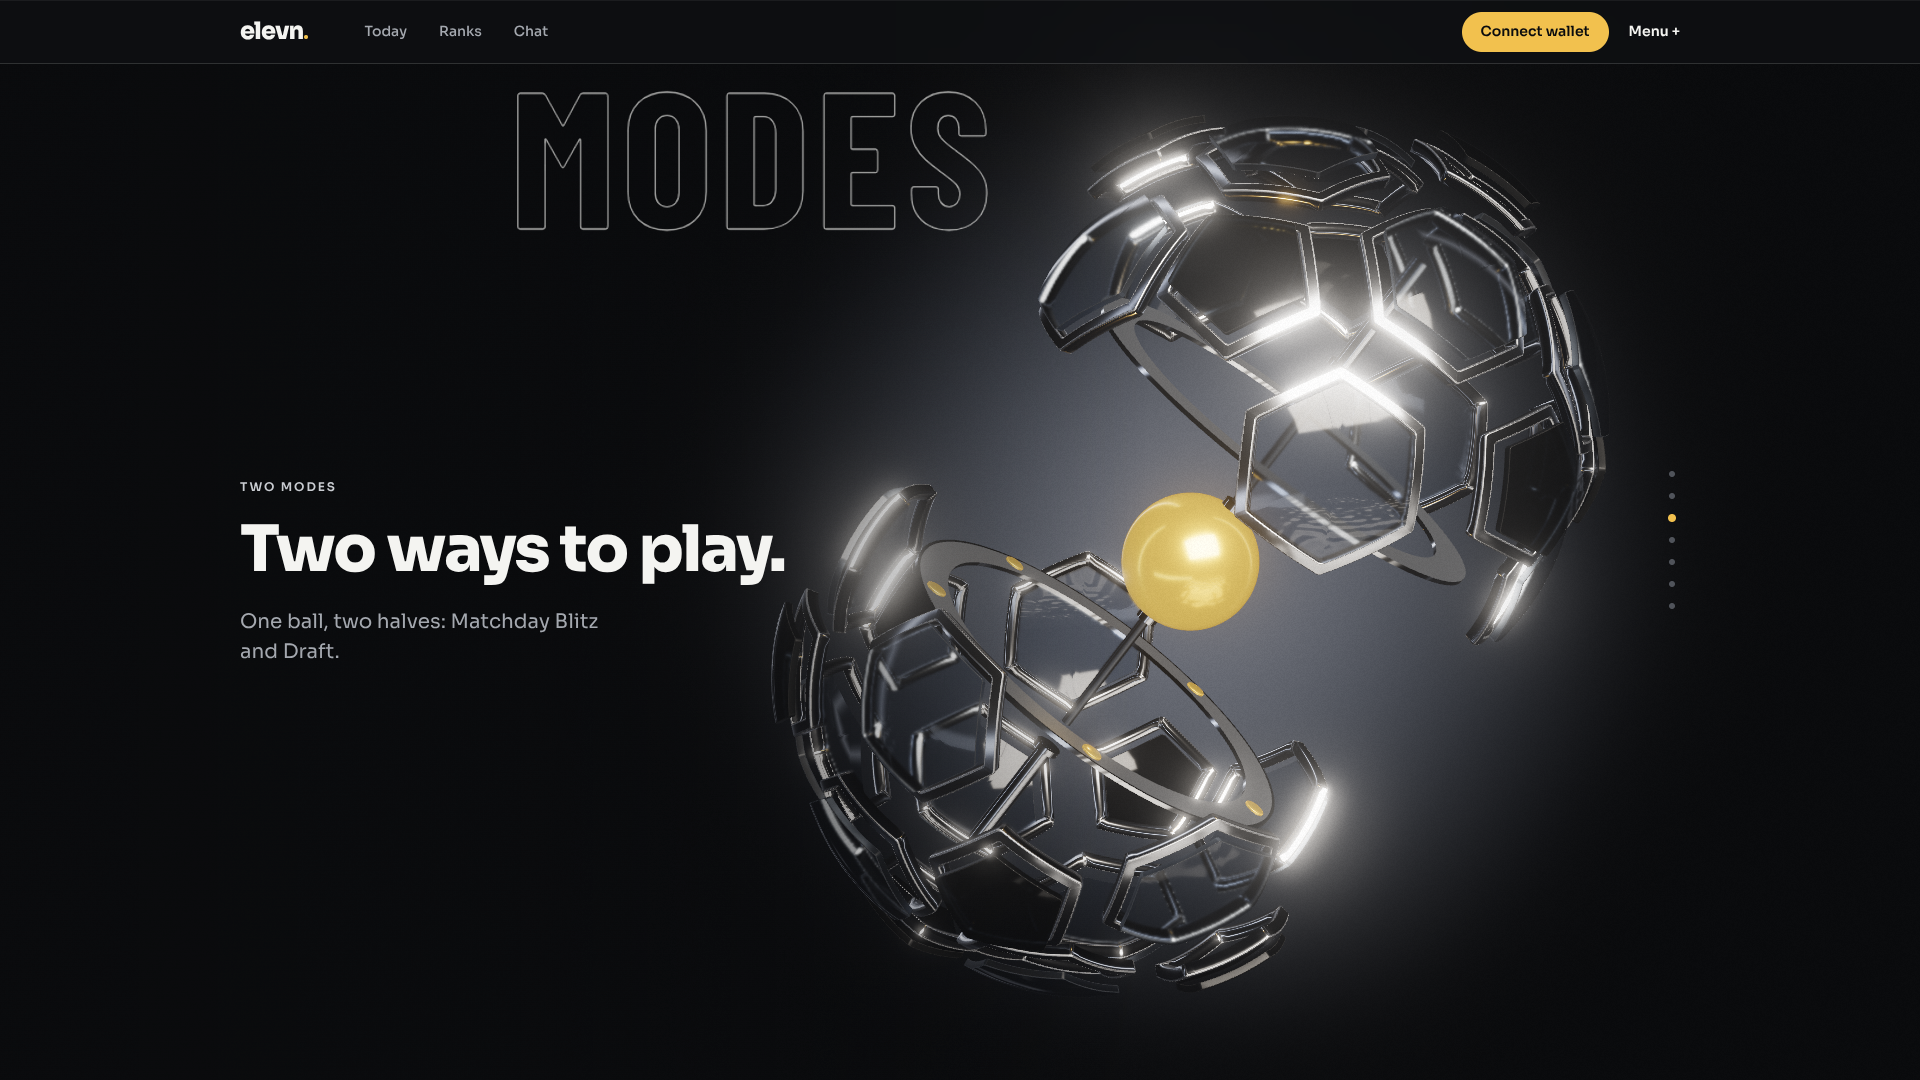 elevn.
Today
Ranks
Chat
Connect wallet
Menu +
MODES
TWO MODES
Two ways to play.
One ball, two halves: Matchday Blitz
and Draft.